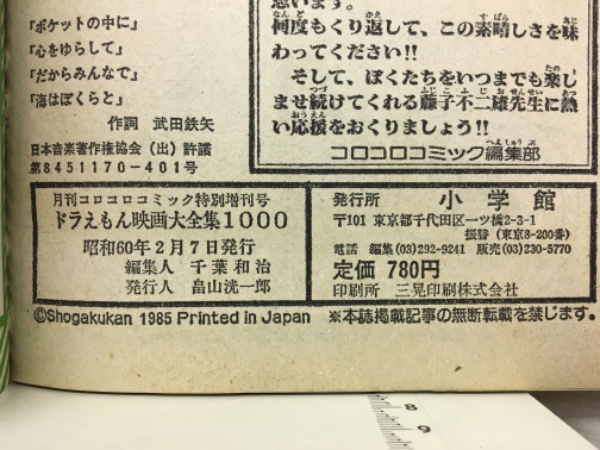 『ポケットの中に』
『心をゆらして』
『だからみんなで』
『海はぼくらと』
作詞 武田鉄矢
日本音楽著作権協会（出）許諾
第8451170-401号
思います。
何度もくり返して、この素晴しさを味
わってください!!
そして、ぼくたちをいつまでも楽し
ませ続けてくれる藤子不二雄先生に熱
い応援をおくりましょう!!
コロコロコミック編集部
月刊コロコロコミック特別増刊号
ドラえもん映画大全集1000
昭和60年2月7日発行
編集人 千葉和治
発行人 畠山洸一郎
発行所 小学館
〒101 東京都千代田区一ツ橋2-3-1
振替（東京8-200番）
電話 編集(03)292-9241 販売(03)230-5770
定価 780円
印刷所 三晃印刷株式会社
©Shogakukan 1985 Printed in Japan ※本誌掲載記事の無断転載を禁じます。
8 9